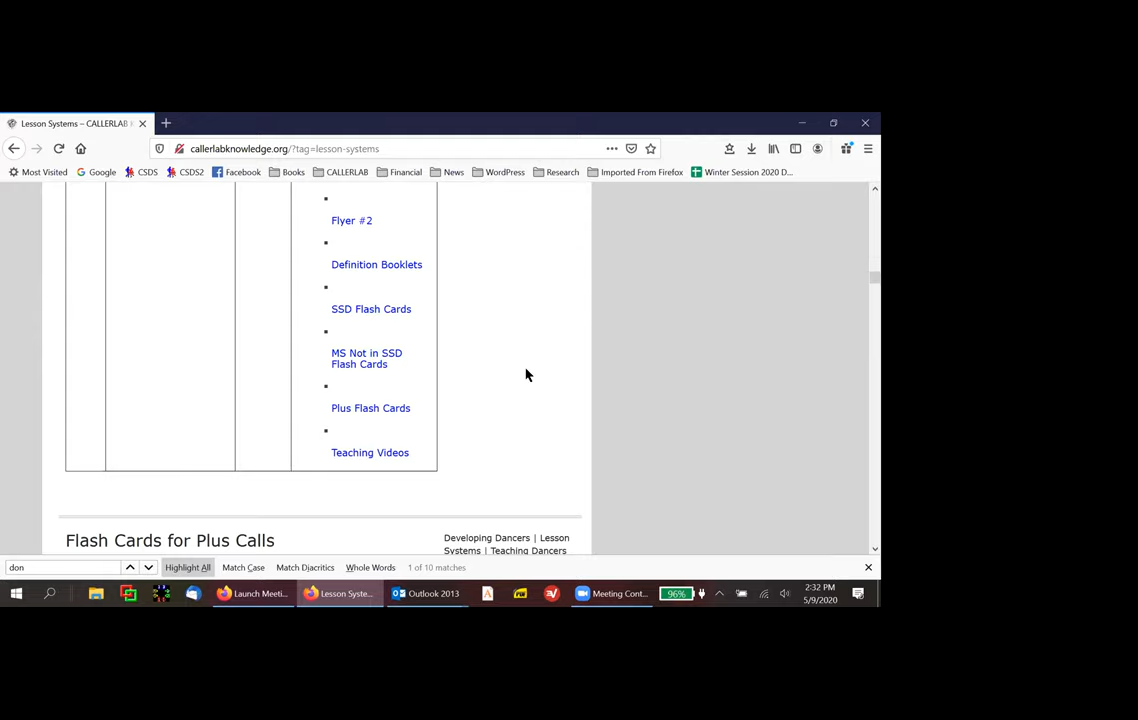 Lesson Systems – CALLERLAB
callerlabknowledge.org/?tag=lesson-systems
Most Visited Google CSDS CSDS2 Facebook Books CALLERLAB Financial News WordPress Research Imported From Firefox Winter Session 2020 D...
Flyer #2
Definition Booklets
SSD Flash Cards
MS Not in SSD
Flash Cards
Plus Flash Cards
Teaching Videos
Flash Cards for Plus Calls
Developing Dancers | Lesson
Systems | Teaching Dancers
don Highlight All Match Case Match Diacritics Whole Words 1 of 10 matches
Launch Meeti... Lesson Syste... Outlook 2013 Meeting Cont... 96% 2:32 PM
5/9/2020